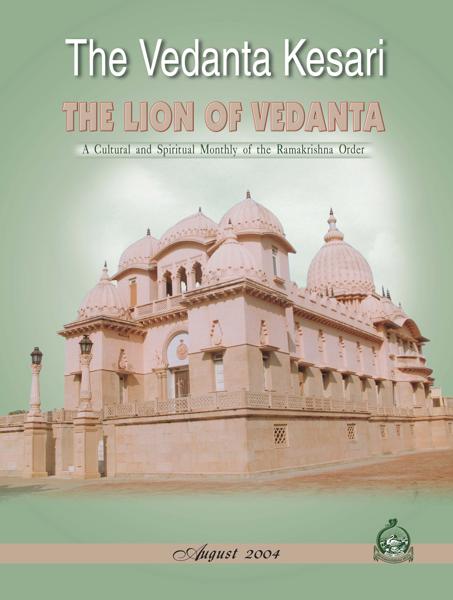 The Vedanta Kesari
THE LION OF VEDANTA
A Cultural and Spiritual Monthly of the Ramakrishna Order
August 2004